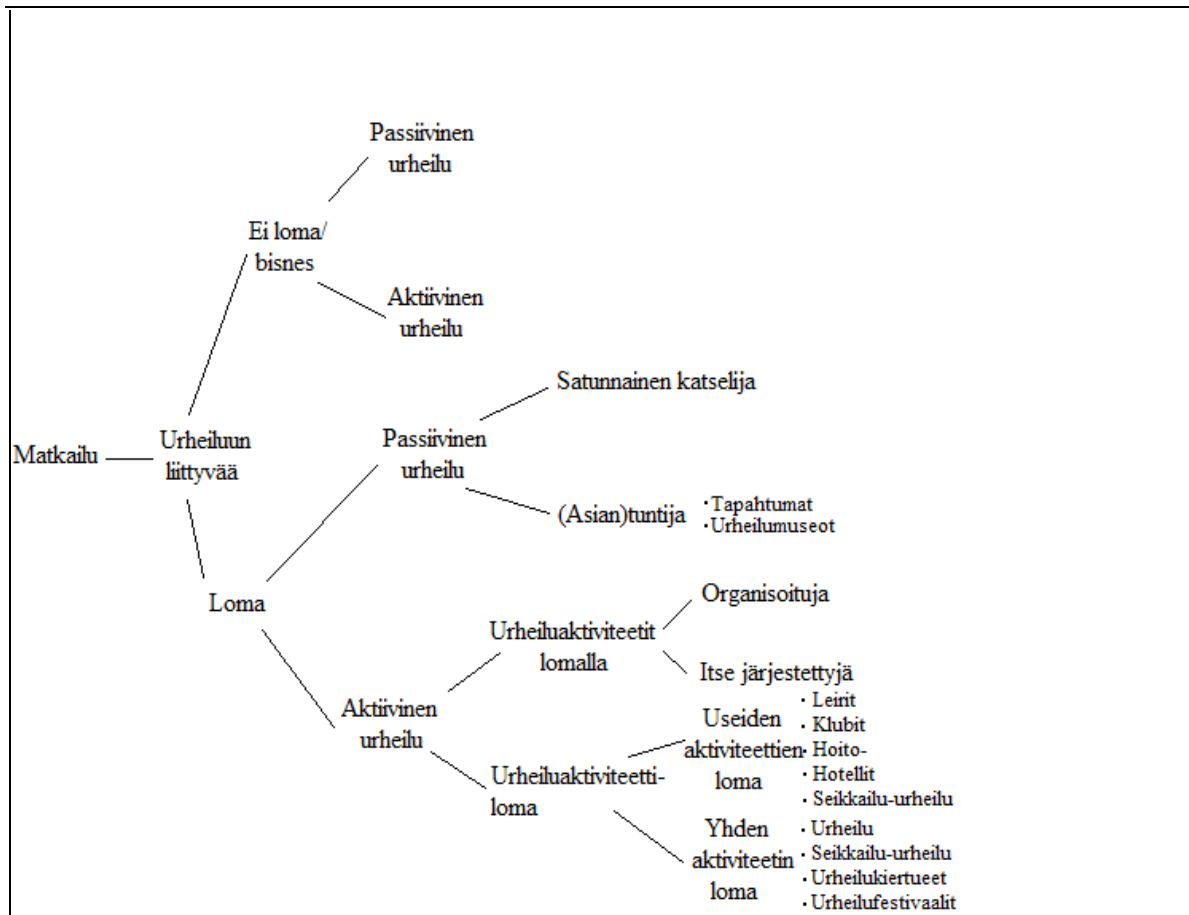 Passiivinen
urheilu
Ei loma/
bisnes
Aktiivinen
urheilu
Satunnainen katselija
Matkailu
Urheiluun
liittyvää
Passiivinen
urheilu
(Asian)tuntija
· Tapahtumat
· Urheilumuseot
Loma
Organisoituja
Urheiluaktiviteetit
lomalla
Itse järjestettyjä
Aktiivinen
urheilu
Urheiluaktiviteetti-
loma
Useiden
aktiviteettien
loma
· Leirit
· Klubit
· Hoito-
· Hotellit
· Seikkailu-urheilu
Yhden
aktiviteetin
loma
· Urheilu
· Seikkailu-urheilu
· Urheilukiertueet
· Urheilufestivaalit